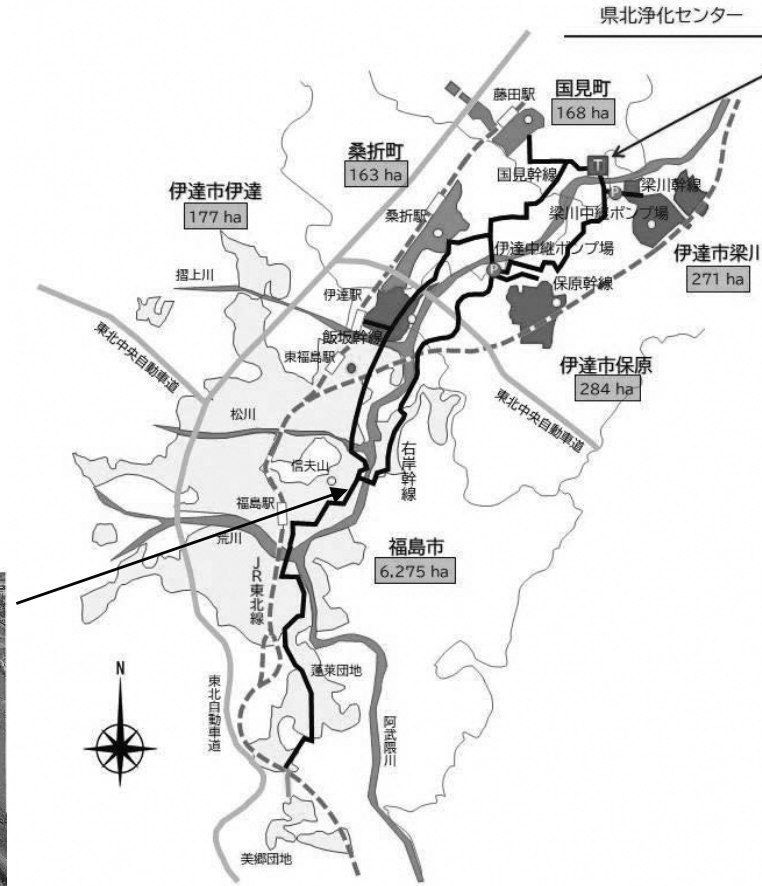 県北浄化センター
藤田駅
国見町
168 ha
T
桑折町
163 ha
国見幹線
P
梁川幹線
伊達市伊達
177 ha
桑折駅
梁川中継ポンプ場
伊達中継ポンプ場
P
伊達市梁川
271 ha
摺上川
伊達駅
保原幹線
飯坂幹線
東北中央自動車道
東福島駅
伊達市保原
284 ha
東北中央自動車道
松川
信夫山
右岸幹線
福島駅
荒川
福島市
6.275 ha
JR東北線
N
蓬莱団地
東北自動車道
阿武隈川
美郷団地